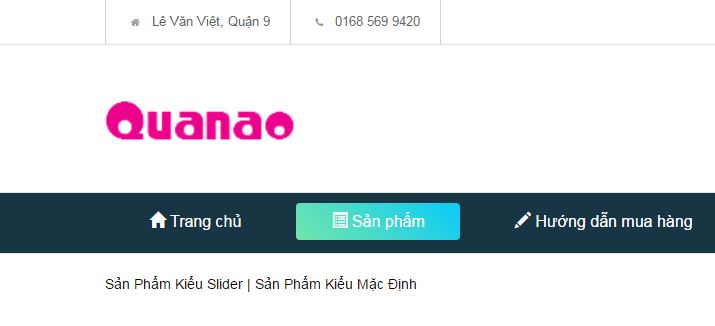 Lê Văn Việt, Quận 9 0168 569 9420
Quanao
Trang chủ Sản phẩm Hướng dẫn mua hàng
Sản Phẩm Kiểu Slider | Sản Phẩm Kiểu Mặc Định